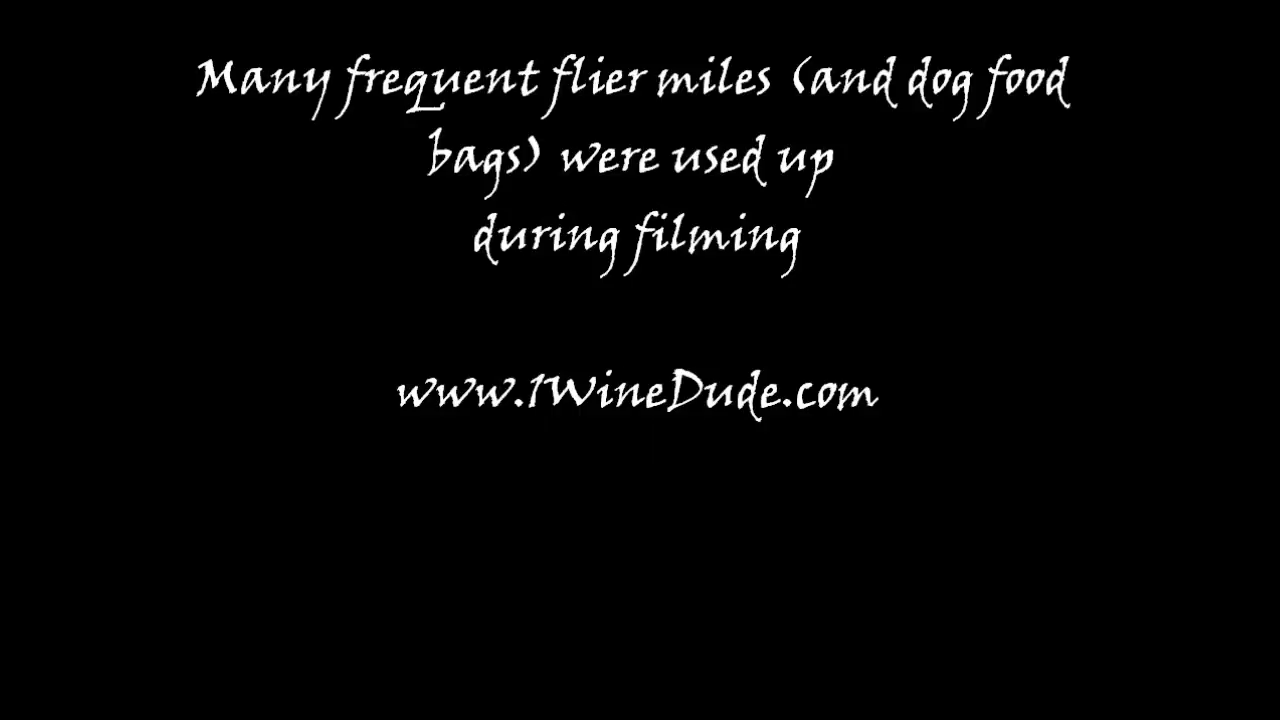 Many frequent flier miles (and dog food
bags) were used up
during filming
www.1WineDude.com